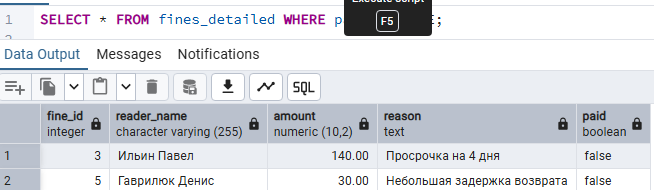 Execute script
F5
1 SELECT * FROM fines_detailed WHERE p E;
Data Output Messages Notifications
SQL
fine_id integer reader_name character varying (255) amount numeric (10,2) reason text paid boolean
1 3 Ильин Павел 140.00 Просрочка на 4 дня false
2 5 Гаврилюк Денис 30.00 Небольшая задержка возврата false